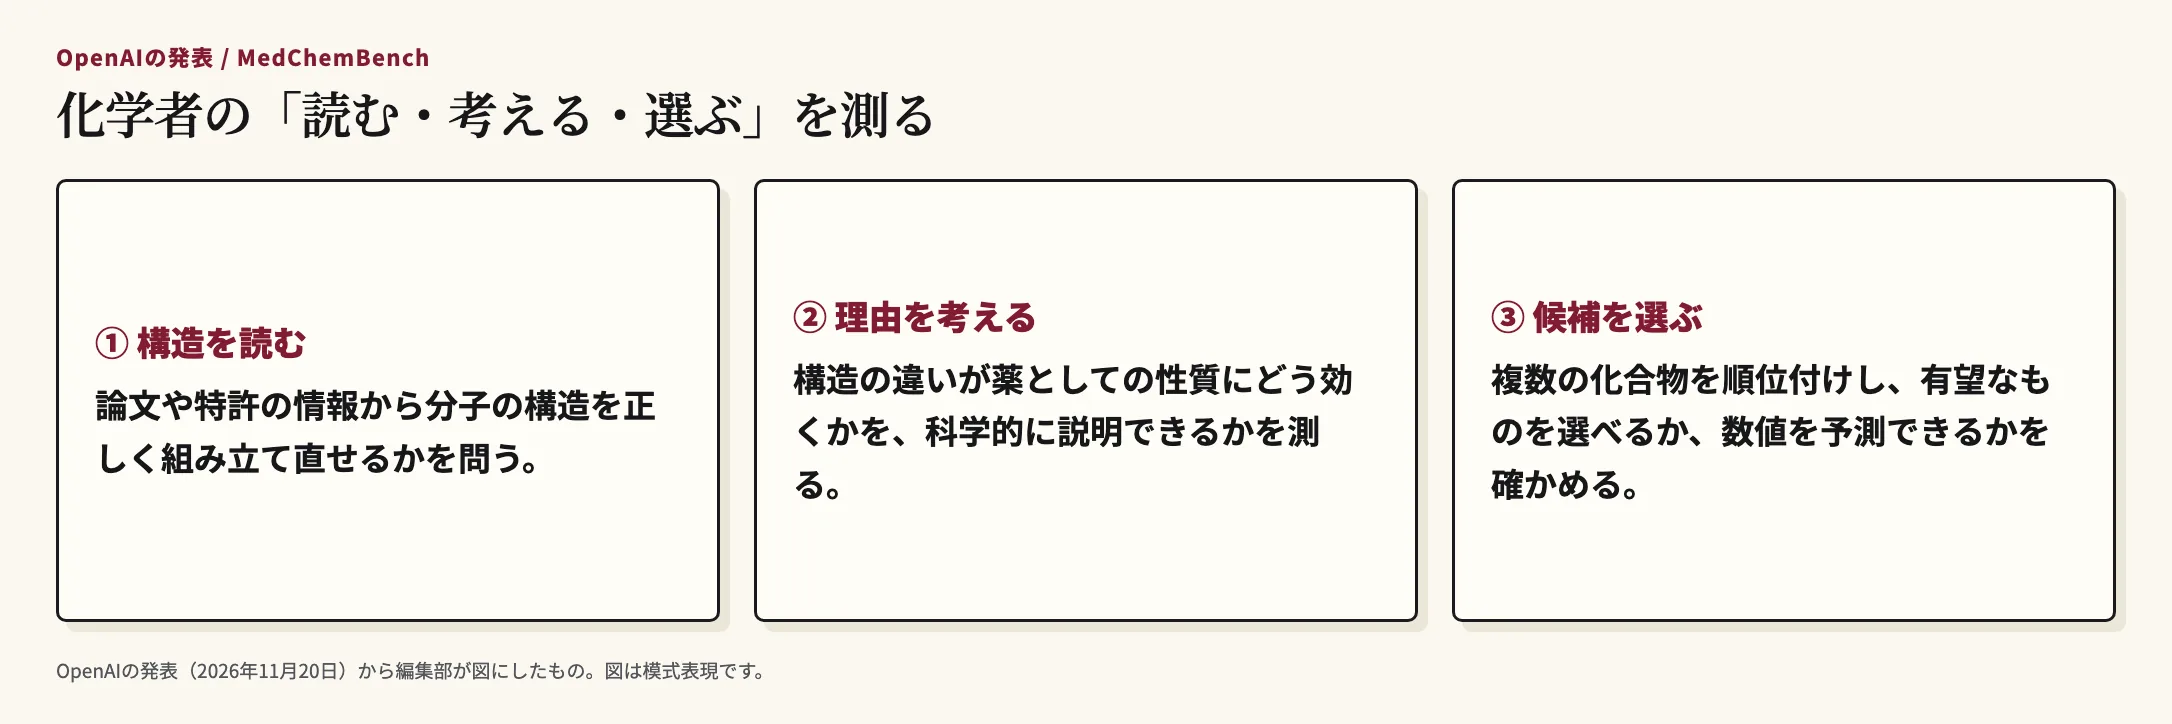 OpenAIの発表 / MedChemBench
化学者の「読む・考える・選ぶ」を測る
① 構造を読む
論文や特許の情報から分子の構造を正
しく組み立て直せるかを問う。
② 理由を考える
構造の違いが薬としての性質にどう効
くかを、科学的に説明できるかを測
る。
③ 候補を選ぶ
複数の化合物を順位付けし、有望なも
のを選べるか、数値を予測できるかを
確かめる。
OpenAIの発表（2026年11月20日）から編集部が図にしたもの。図は模式表現です。